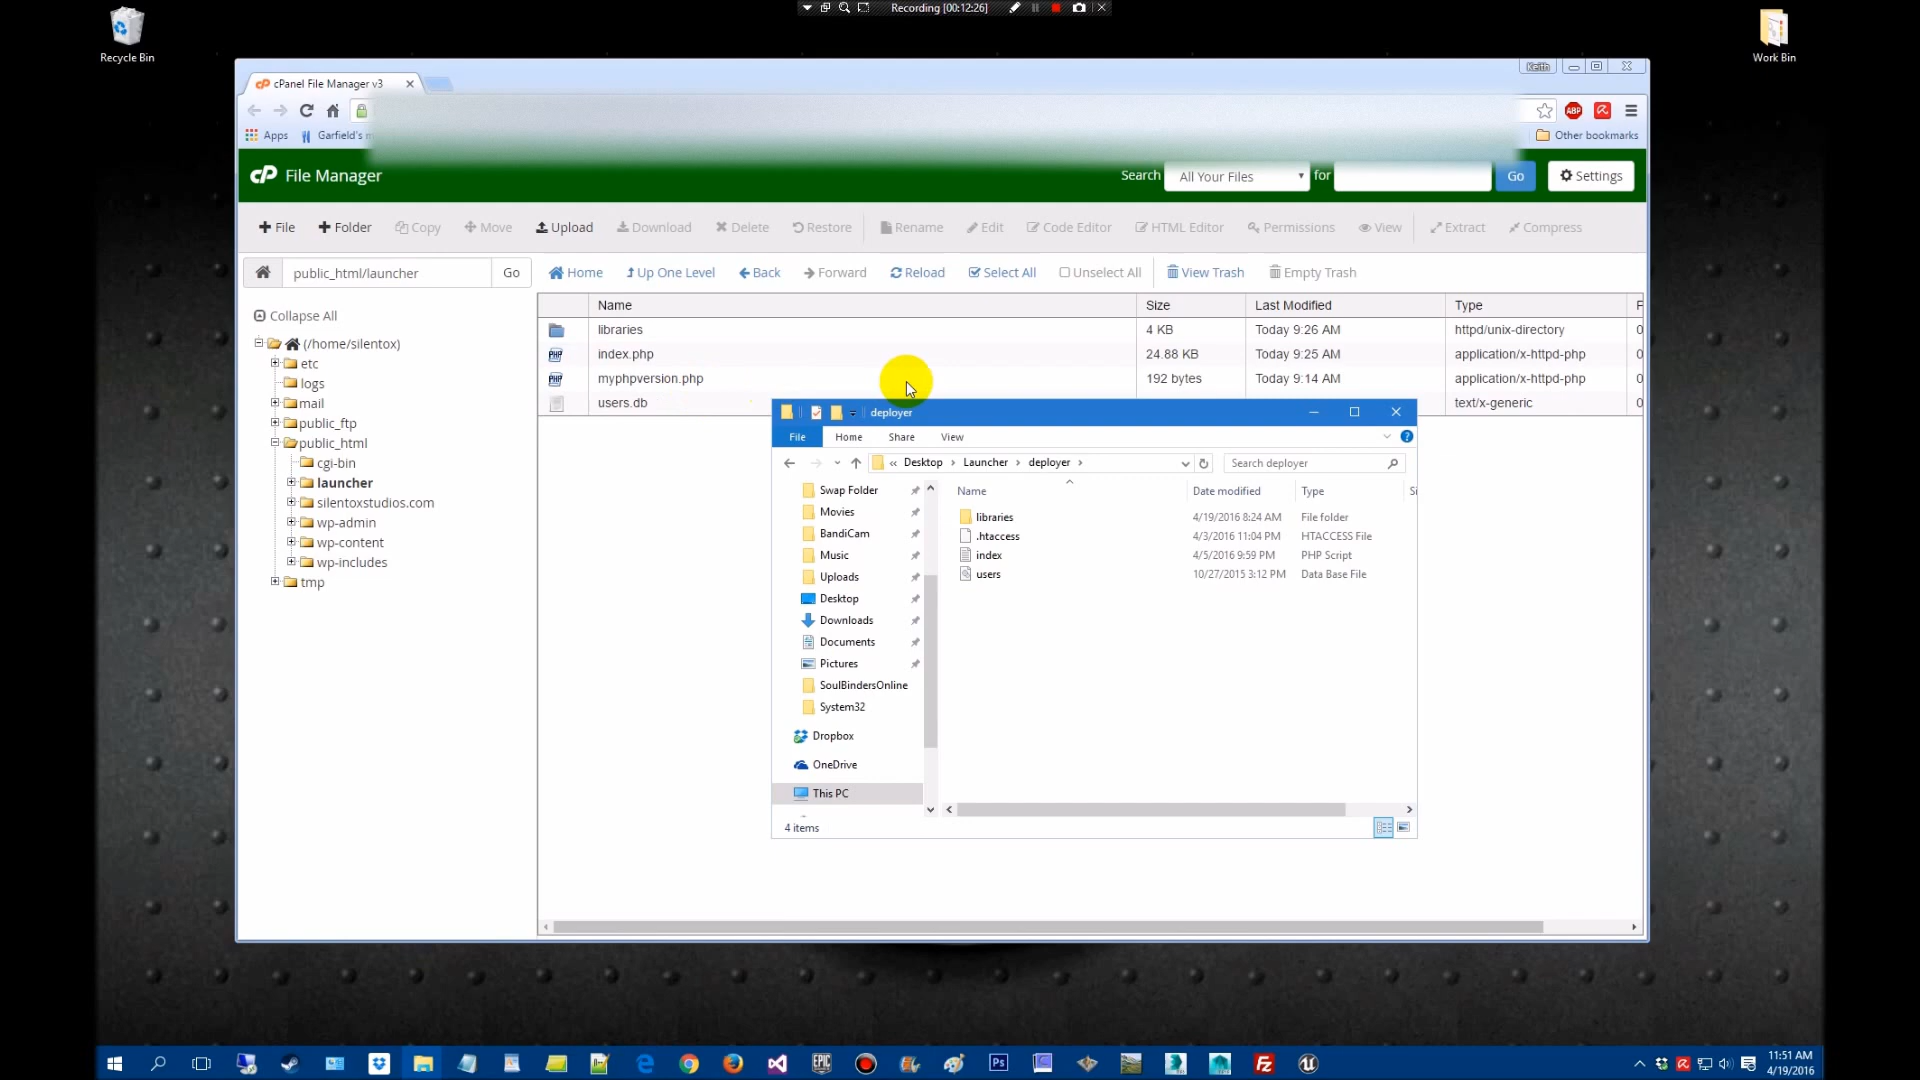 Recording [00:12:26]
Recycle Bin
Work Bin
cPanel File Manager v3
Keith
Apps
Garfield's
ABP
Other bookmarks
cP File Manager
Search
All Your Files
for
Go
Settings
File
Folder
Copy
Move
Upload
Download
Delete
Restore
Rename
Edit
Code Editor
HTML Editor
Permissions
View
Extract
Compress
public_html/launcher
Go
Home
Up One Level
Back
Forward
Reload
Select All
Unselect All
View Trash
Empty Trash
Collapse All
(/home/silentox)
etc
logs
mail
public_ftp
public_html
cgi-bin
launcher
silentoxstudios.com
wp-admin
wp-content
wp-includes
tmp
Name Size Last Modified Type
libraries 4 KB Today 9:26 AM httpd/unix-directory
index.php 24.88 KB Today 9:25 AM application/x-httpd-php
myphpversion.php 192 bytes Today 9:14 AM application/x-httpd-php
users.db text/x-generic
deployer
File Home Share View
« Desktop › Launcher › deployer ›
Search deployer
Swap Folder
Movies
BandiCam
Music
Uploads
Desktop
Downloads
Documents
Pictures
SoulBindersOnline
System32
Dropbox
OneDrive
This PC
Name Date modified Type Si
libraries 4/19/2016 8:24 AM File folder
.htaccess 4/3/2016 11:04 PM HTACCESS File
index 4/5/2016 9:59 PM PHP Script
users 10/27/2015 3:12 PM Data Base File
4 items
EPIC
Ps
Fz
11:51 AM
4/19/2016